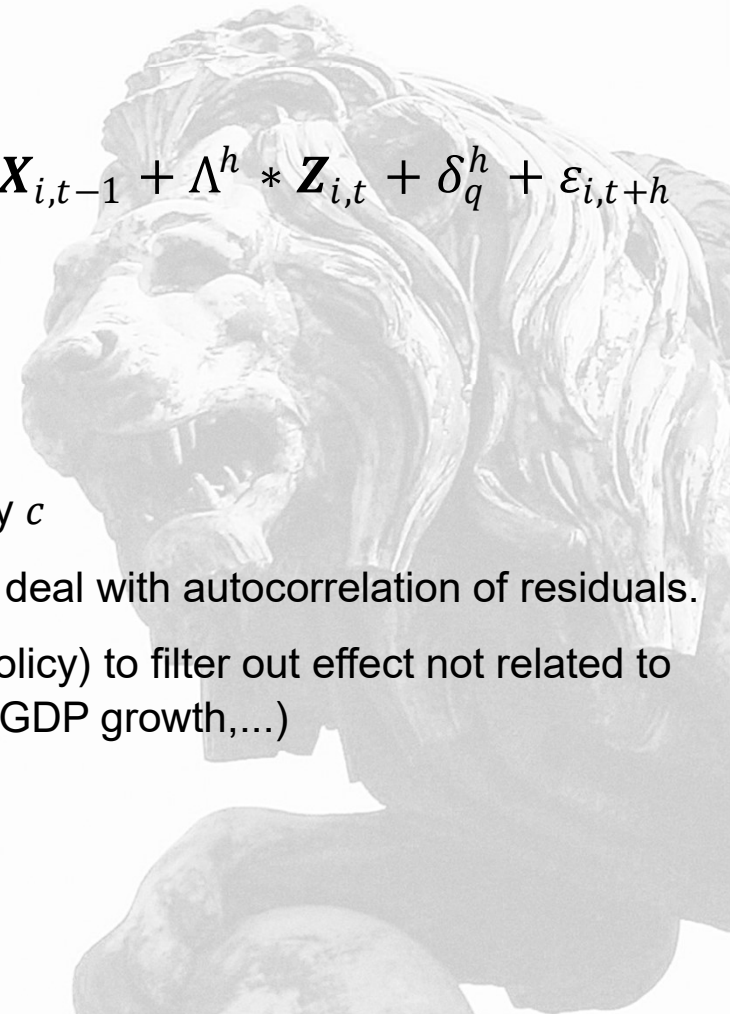 X_{i,t−1} + Λ^h ∗ Z_{i,t} + δ_q^h + ε_{i,t+h}
c
deal with autocorrelation of residuals.
to filter out effect not related to
GDP growth,...)